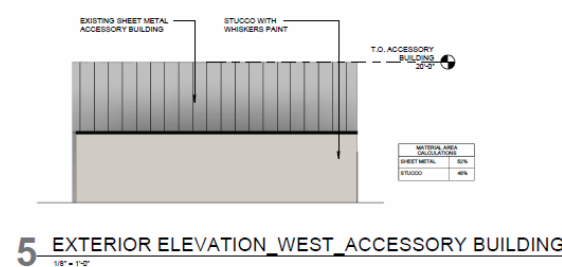 EXISTING SHEET METAL
ACCESSORY BUILDING
STUCCO WITH
WHISKERS PAINT
T.O. ACCESSORY
BUILDING
20'-0"
MATERIAL AREA
CALCULATIONS
SHEET METAL 52%
STUCCO 48%
5 EXTERIOR ELEVATION_WEST_ACCESSORY BUILDING
1/8" = 1'-0"